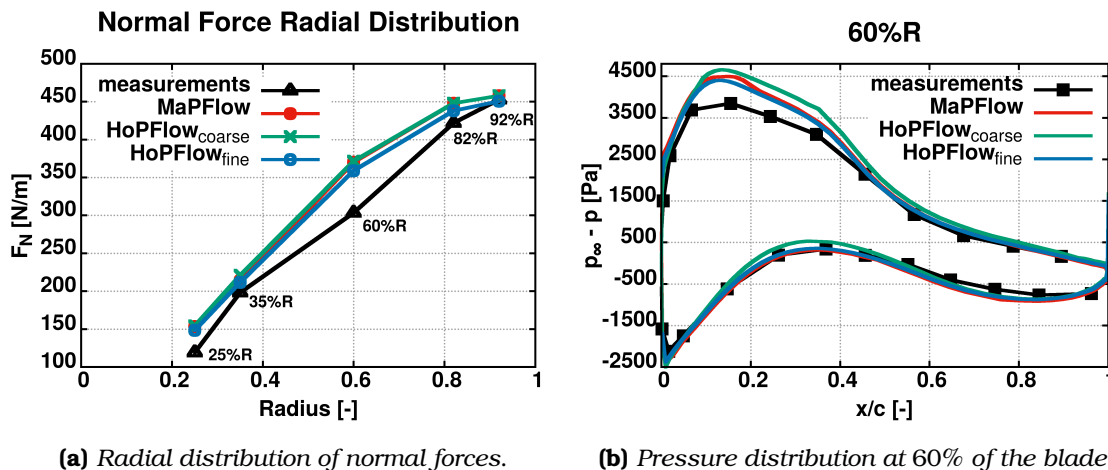 Normal Force Radial Distribution
500
450
400
350
300
250
200
150
100
F_N [N/m]
measurements
MaPFlow
HoPFlow_coarse
HoPFlow_fine
92%R
82%R
60%R
35%R
25%R
0 0.2 0.4 0.6 0.8 1
Radius [-]
(a) Radial distribution of normal forces.
60%R
4500
3500
2500
1500
500
-500
-1500
-2500
p_∞ - p [Pa]
measurements
MaPFlow
HoPFlow_coarse
HoPFlow_fine
0 0.2 0.4 0.6 0.8 1
x/c [-]
(b) Pressure distribution at 60% of the blade